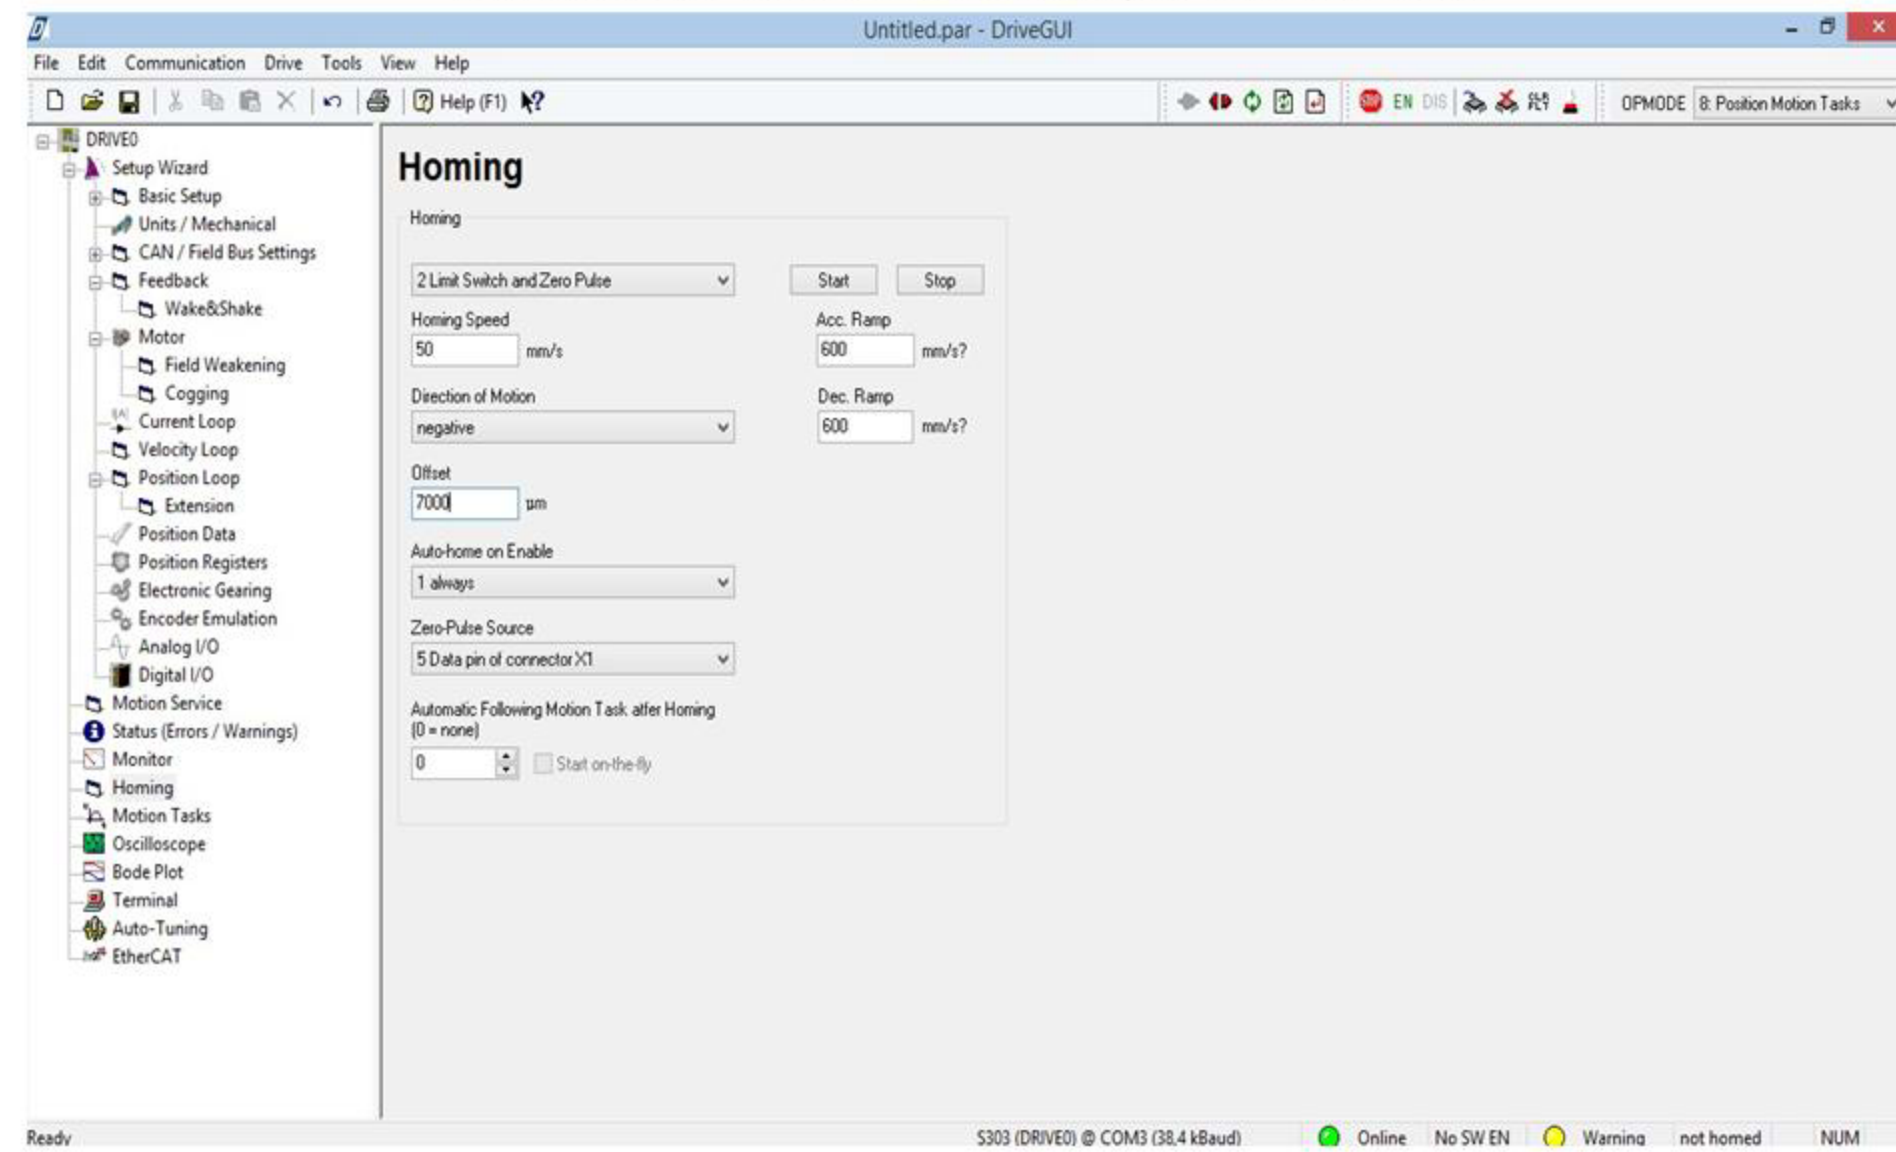 Untitled.par - DriveGUI
File Edit Communication Drive Tools View Help
Help (F1) STOP EN DIS OPMODE 8: Position Motion Tasks
DRIVE0
Setup Wizard
Basic Setup
Units / Mechanical
CAN / Field Bus Settings
Feedback
Wake&Shake
Motor
Field Weakening
Cogging
Current Loop
Velocity Loop
Position Loop
Extension
Position Data
Position Registers
Electronic Gearing
Encoder Emulation
Analog I/O
Digital I/O
Motion Service
Status (Errors / Warnings)
Monitor
Homing
Motion Tasks
Oscilloscope
Bode Plot
Terminal
Auto-Tuning
EtherCAT
Homing
Homing
2 Limit Switch and Zero Pulse Start Stop
Homing Speed Acc. Ramp
50 mm/s 600 mm/s?
Direction of Motion Dec. Ramp
negative 600 mm/s?
Offset
7000 µm
Auto-home on Enable
1 always
Zero-Pulse Source
5 Data pin of connector X1
Automatic Following Motion Task atfer Homing
(0 = none)
0 Start on-the-fly
Ready S303 (DRIVE0) @ COM3 (38,4 kBaud) Online No SW EN Warning not homed NUM